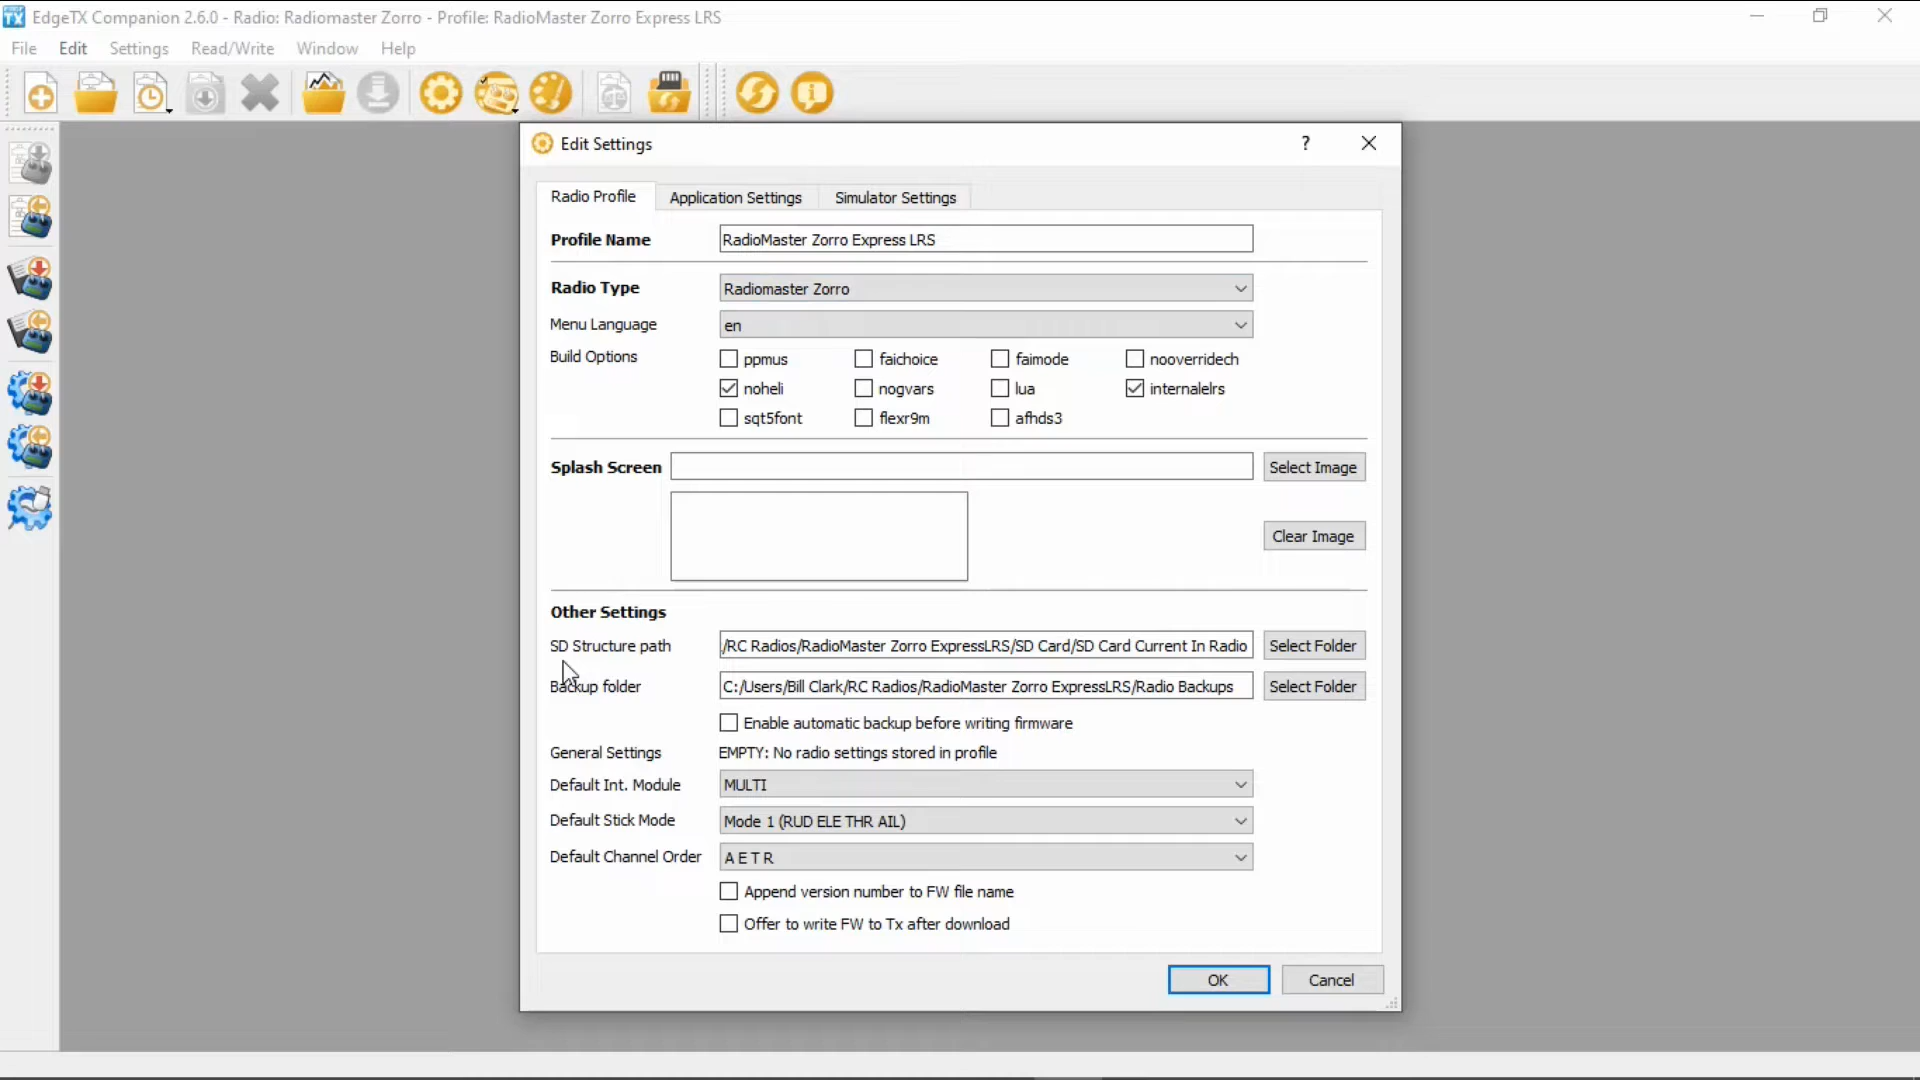 EdgeTX Companion 2.6.0 - Radio: Radiomaster Zorro - Profile: RadioMaster Zorro Express LRS
File Edit Settings Read/Write Window Help
Edit Settings
Radio Profile Application Settings Simulator Settings
Profile Name RadioMaster Zorro Express LRS
Radio Type Radiomaster Zorro
Menu Language en
Build Options ppmus faichoice faimode nooverridech
noheli nogvars lua internalelrs
sqt5font flexr9m afhds3
Splash Screen Select Image
Clear Image
Other Settings
SD Structure path /RC Radios/RadioMaster Zorro ExpressLRS/SD Card/SD Card Current In Radio Select Folder
Backup folder C:/Users/Bill Clark/RC Radios/RadioMaster Zorro ExpressLRS/Radio Backups Select Folder
Enable automatic backup before writing firmware
General Settings EMPTY: No radio settings stored in profile
Default Int. Module MULTI
Default Stick Mode Mode 1 (RUD ELE THR AIL)
Default Channel Order A E T R
Append version number to FW file name
Offer to write FW to Tx after download
OK Cancel